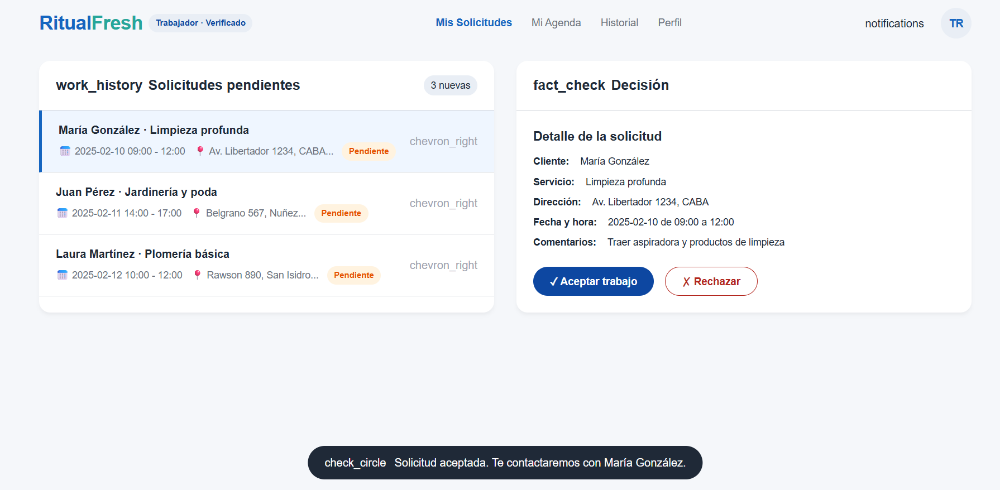 RitualFresh Trabajador · Verificado Mis Solicitudes Mi Agenda Historial Perfil notifications TR
work_history Solicitudes pendientes 3 nuevas
María González · Limpieza profunda
2025-02-10 09:00 - 12:00 Av. Libertador 1234, CABA... Pendiente chevron_right
Juan Pérez · Jardinería y poda
2025-02-11 14:00 - 17:00 Belgrano 567, Nuñez... Pendiente chevron_right
Laura Martínez · Plomería básica
2025-02-12 10:00 - 12:00 Rawson 890, San Isidro... Pendiente chevron_right
fact_check Decisión
Detalle de la solicitud
Cliente: María González
Servicio: Limpieza profunda
Dirección: Av. Libertador 1234, CABA
Fecha y hora: 2025-02-10 de 09:00 a 12:00
Comentarios: Traer aspiradora y productos de limpieza
✓ Aceptar trabajo ✗ Rechazar
check_circle Solicitud aceptada. Te contactaremos con María González.